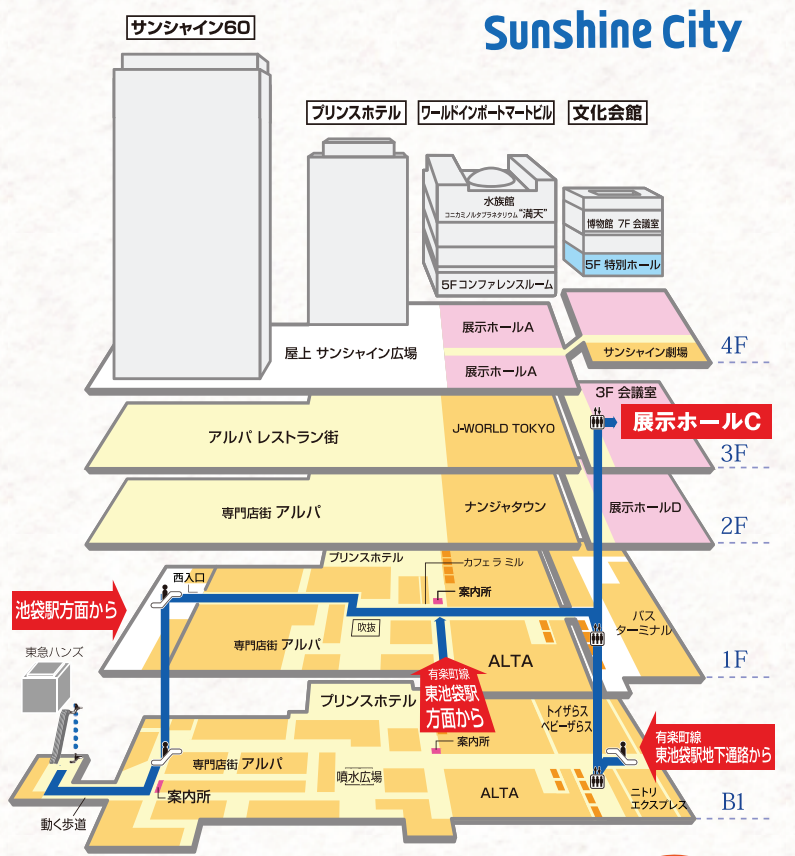 Sunshine City
サンシャイン60
プリンスホテル
ワールドインポートマートビル
文化会館
水族館
コニカミノルタプラネタリウム"満天"
博物館 7F 会議室
5F 特別ホール
5Fコンファレンスルーム
展示ホールA
屋上 サンシャイン広場
サンシャイン劇場
4F
展示ホールA
3F 会議室
展示ホールC
アルパ レストラン街
J-WORLD TOKYO
3F
専門店街 アルパ
ナンジャタウン
展示ホールD
2F
プリンスホテル
カフェ ラ ミル
西入口
案内所
池袋駅方面から
吹抜
バス
ターミナル
専門店街 アルパ
ALTA
1F
東急ハンズ
有楽町線
東池袋駅
方面から
プリンスホテル
トイザらス
ベビーザらス
有楽町線
東池袋駅地下通路から
案内所
専門店街 アルパ
噴水広場
案内所
ALTA
ニトリ
エクスプレス
B1
動く歩道